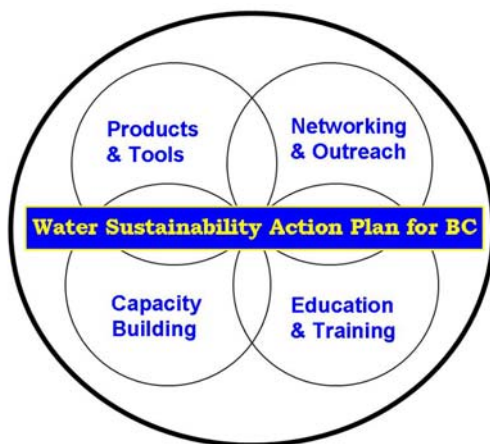 Products
& Tools
Networking
& Outreach
Water Sustainability Action Plan for BC
Capacity
Building
Education
& Training